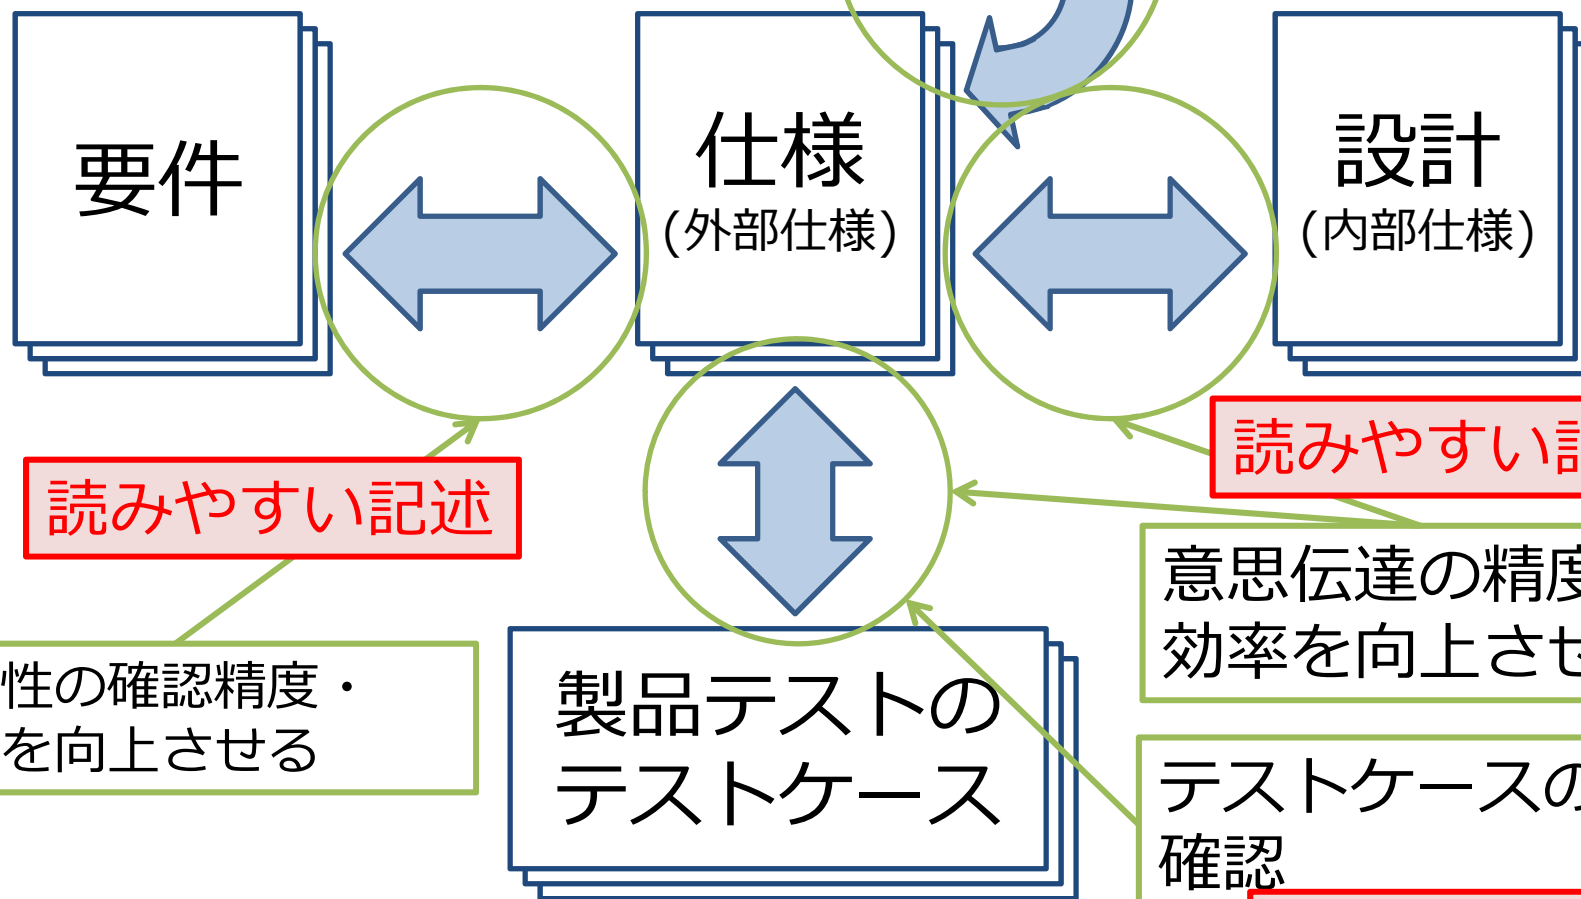 要件
仕様
(外部仕様)
設計
(内部仕様)
読みやすい記述
読みやすい
意思伝達の精度
効率を向上させ
性の確認精度・
を向上させる
製品テストの
テストケース
テストケースの
確認